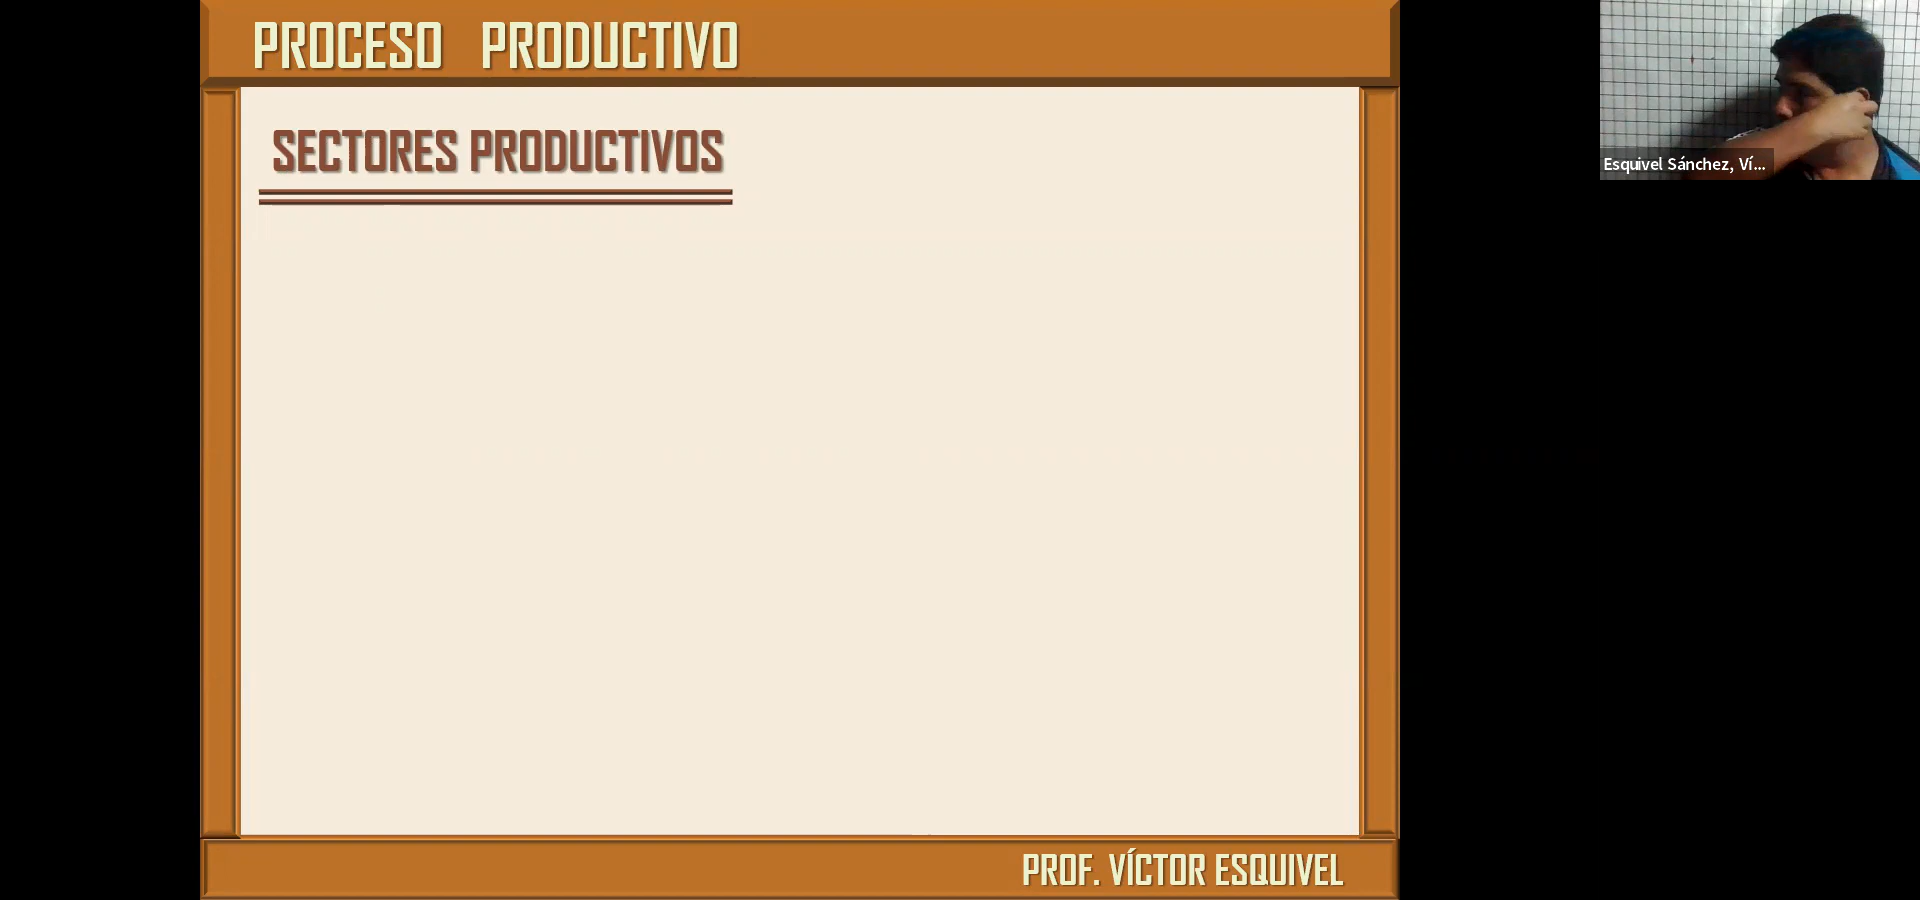 PROCESO PRODUCTIVO
SECTORES PRODUCTIVOS
Esquivel Sánchez, Ví...
PROF. VÍCTOR ESQUIVEL